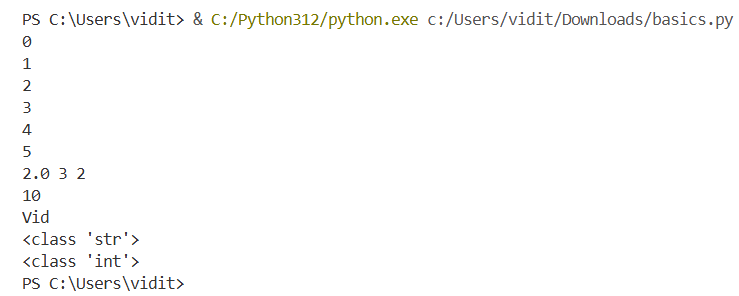 PS C:\Users\vidit> & C:/Python312/python.exe c:/Users/vidit/Downloads/basics.py
0
1
2
3
4
5
2.0 3 2
10
Vid
<class 'str'>
<class 'int'>
PS C:\Users\vidit>